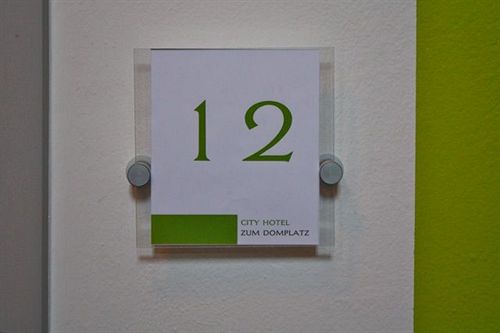 12
CITY HOTEL
ZUM DOMPLATZ